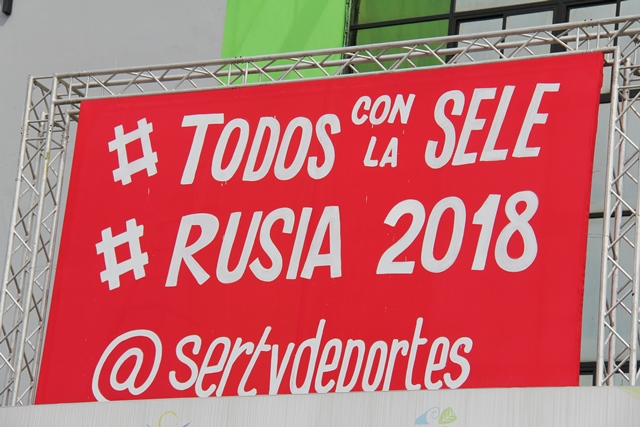 # TODOS CON LA SELE
# RUSIA 2018
@sertvdeportes